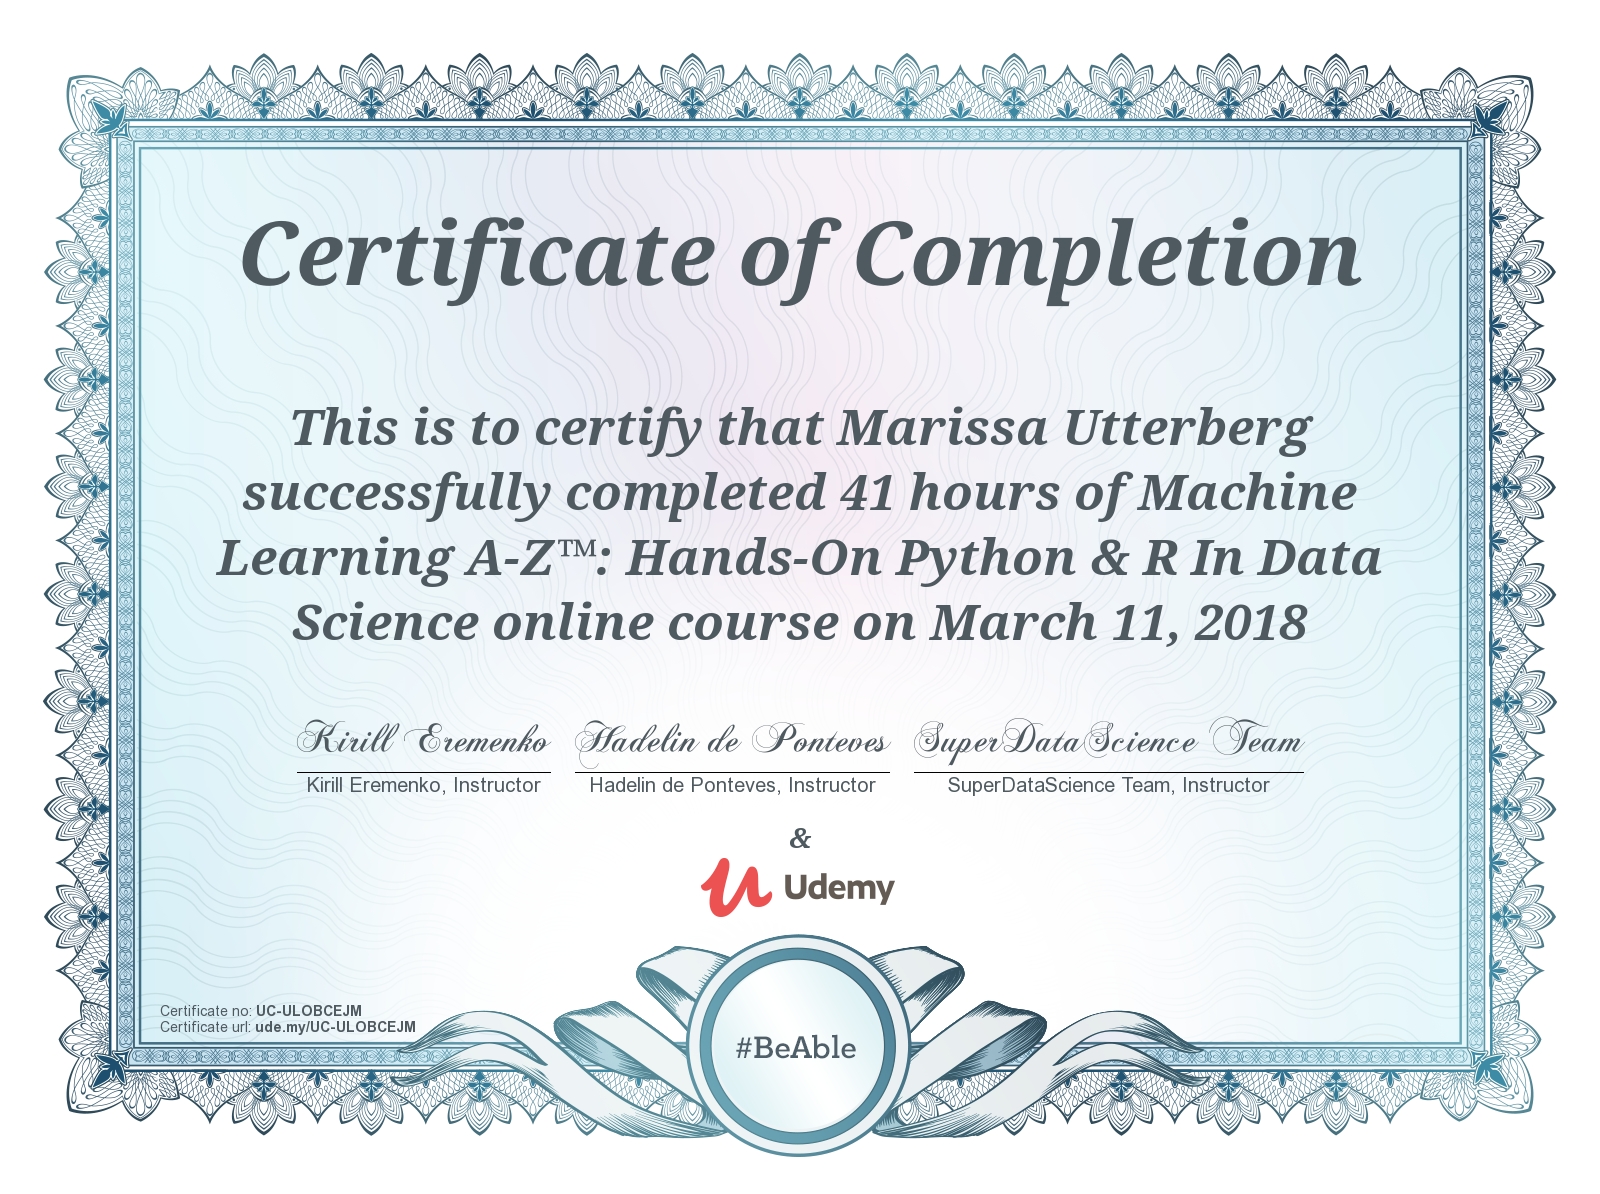 Certificate of Completion
This is to certify that Marissa Utterberg
successfully completed 41 hours of Machine
Learning A-Z™: Hands-On Python & R In Data
Science online course on March 11, 2018
Kirill Eremenko Hadelin de Ponteves SuperDataScience Team
Kirill Eremenko, Instructor Hadelin de Ponteves, Instructor SuperDataScience Team, Instructor
&
Udemy
Certificate no: UC-ULOBCEJM
Certificate url: ude.my/UC-ULOBCEJM
#BeAble